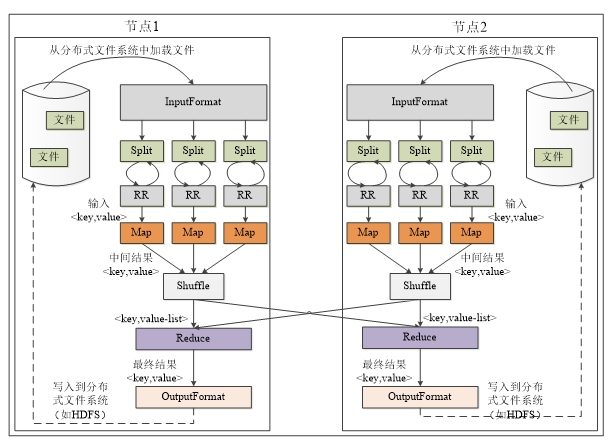 节点1
节点2
从分布式文件系统中加载文件
从分布式文件系统中加载文件
InputFormat
InputFormat
文件
文件
文件
文件
Split
Split
Split
Split
Split
Split
RR
RR
RR
RR
RR
RR
输入
<key,value>
输入
<key,value>
Map
Map
Map
Map
Map
Map
中间结果
<key,value>
中间结果
<key,value>
Shuffle
Shuffle
<key,value-list>
<key,value-list>
Reduce
Reduce
最终结果
<key,value>
最终结果
<key,value>
写入到分布
式文件系统
（如HDFS）
OutputFormat
OutputFormat
写入到分布
式文件系统
（如HDFS）